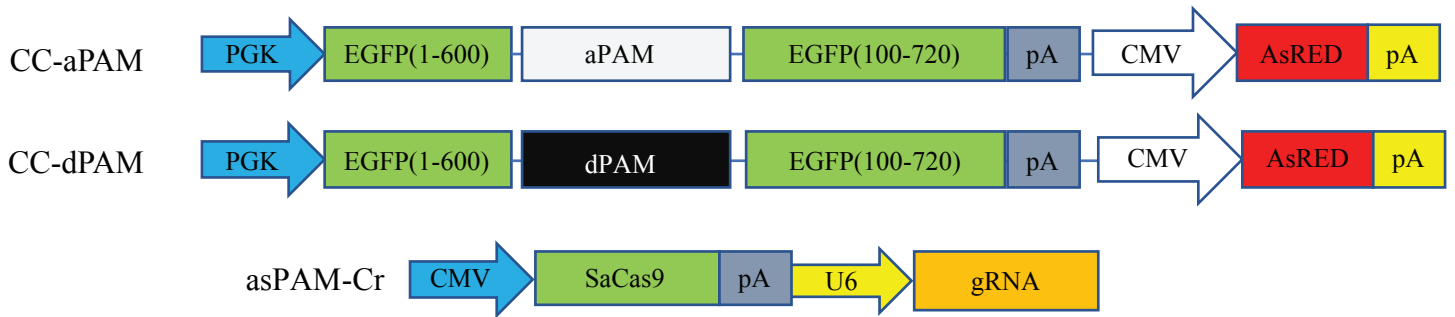 CC-aPAM PGK EGFP(1-600) aPAM EGFP(100-720) pA CMV AsRED pA
CC-dPAM PGK EGFP(1-600) dPAM EGFP(100-720) pA CMV AsRED pA
asPAM-Cr CMV SaCas9 pA U6 gRNA